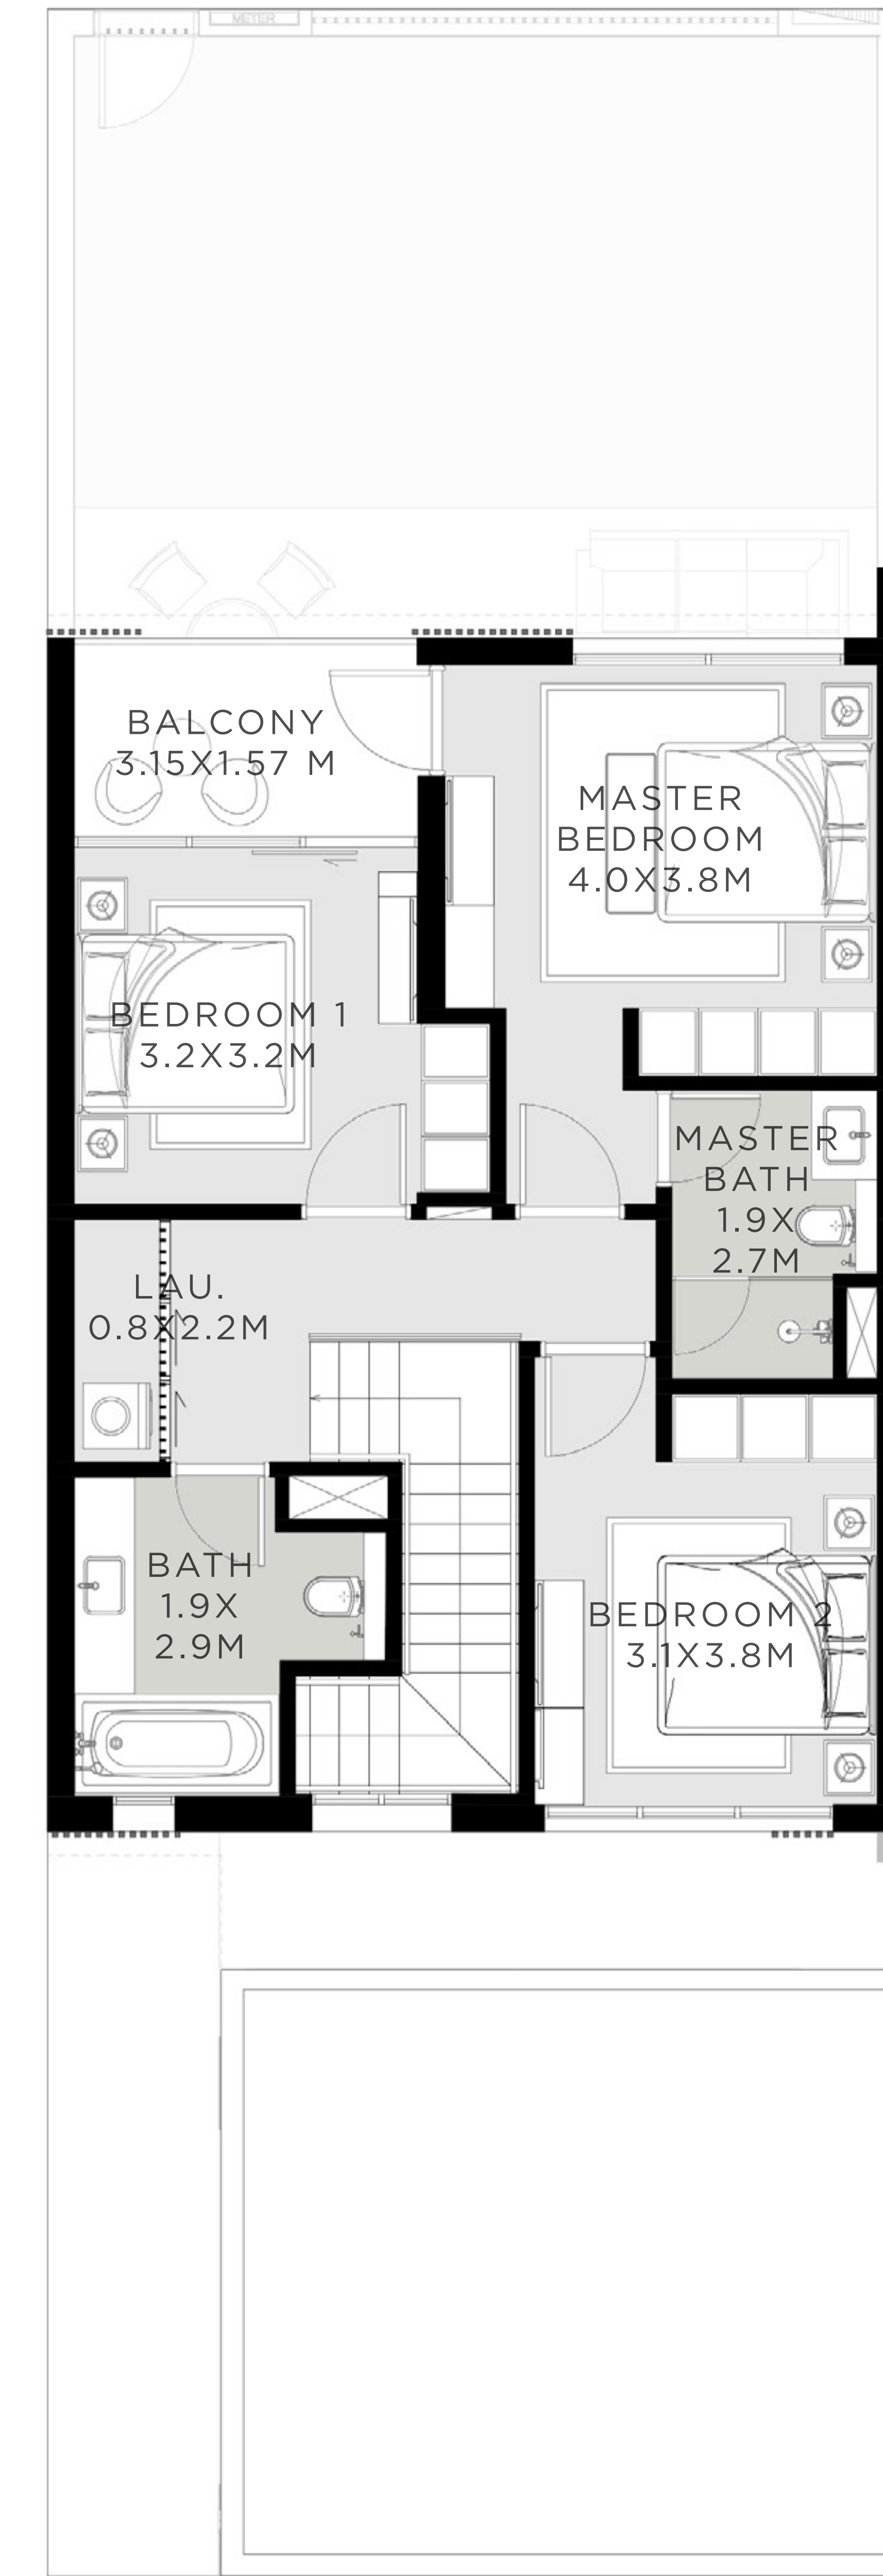 METER
BALCONY
3.15X1.57 M
MASTER
BEDROOM
4.0X3.8M
BEDROOM 1
3.2X3.2M
MASTER
BATH
1.9X
2.7M
LAU.
0.8X2.2M
BATH
1.9X
2.9M
BEDROOM 2
3.1X3.8M